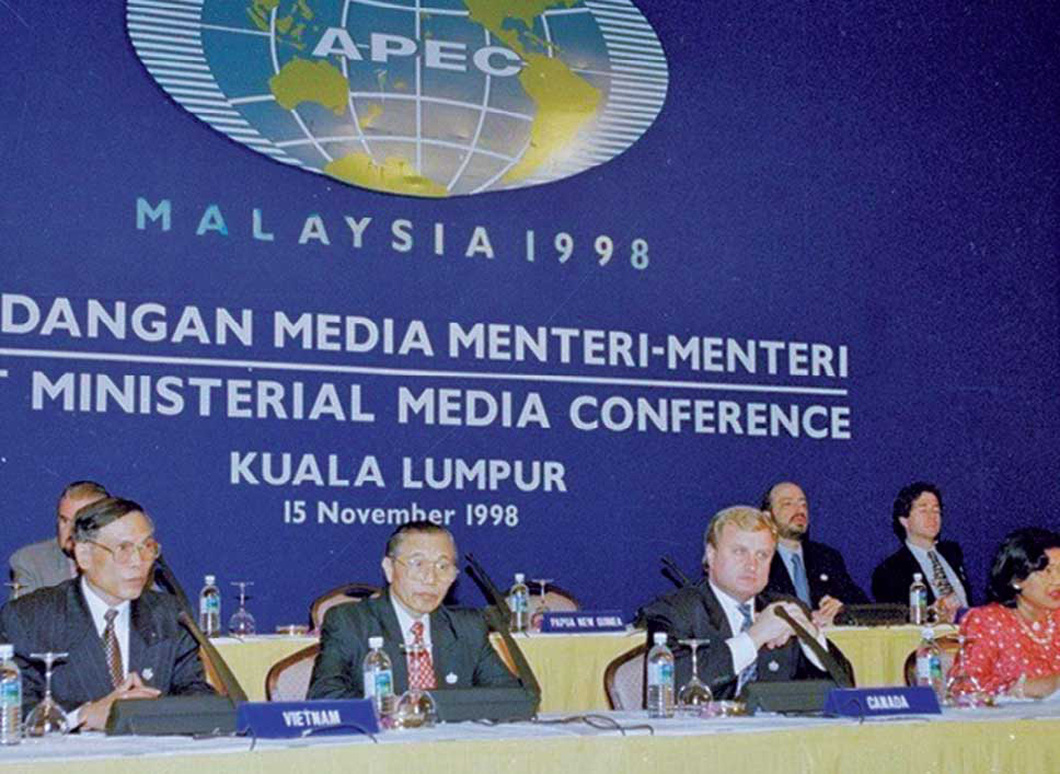 APEC
MALAYSIA 1998
DANGAN MEDIA MENTERI-MENTERI
T MINISTERIAL MEDIA CONFERENCE
KUALA LUMPUR
15 November 1998
PAPUA NEW GUINEA
VIETNAM
CANADA